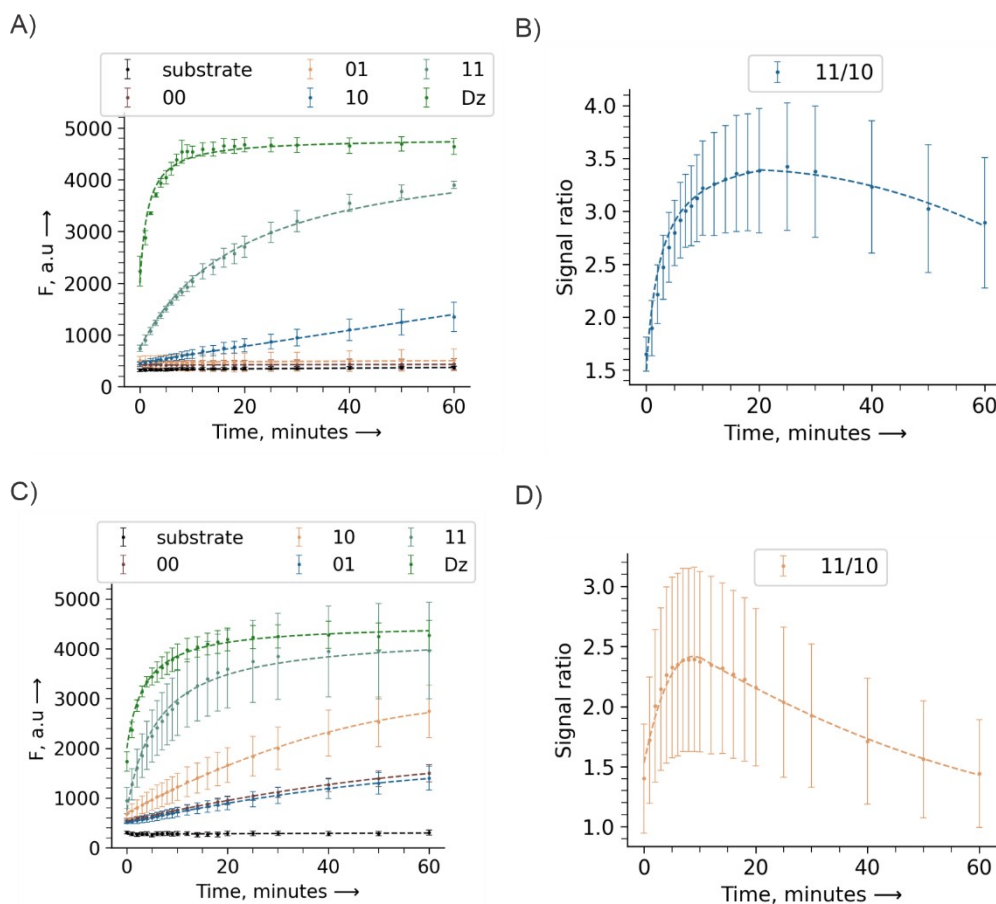 A)
substrate 01 11
00 10 Dz
5000
4000
3000
2000
1000
0
F, a.u →
0 20 40 60
Time, minutes →
B)
11/10
4.0
3.5
3.0
2.5
2.0
1.5
Signal ratio
0 20 40 60
Time, minutes →
C)
substrate 10 11
00 01 Dz
5000
4000
3000
2000
1000
0
F, a.u →
0 20 40 60
Time, minutes →
D)
11/10
3.0
2.5
2.0
1.5
1.0
Signal ratio
0 20 40 60
Time, minutes →